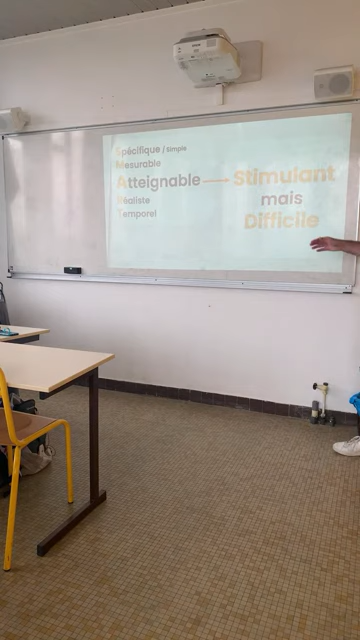 Spécifique / Simple
Mesurable
Atteignable → Stimulant
mais
Réaliste
Difficile
Temporel